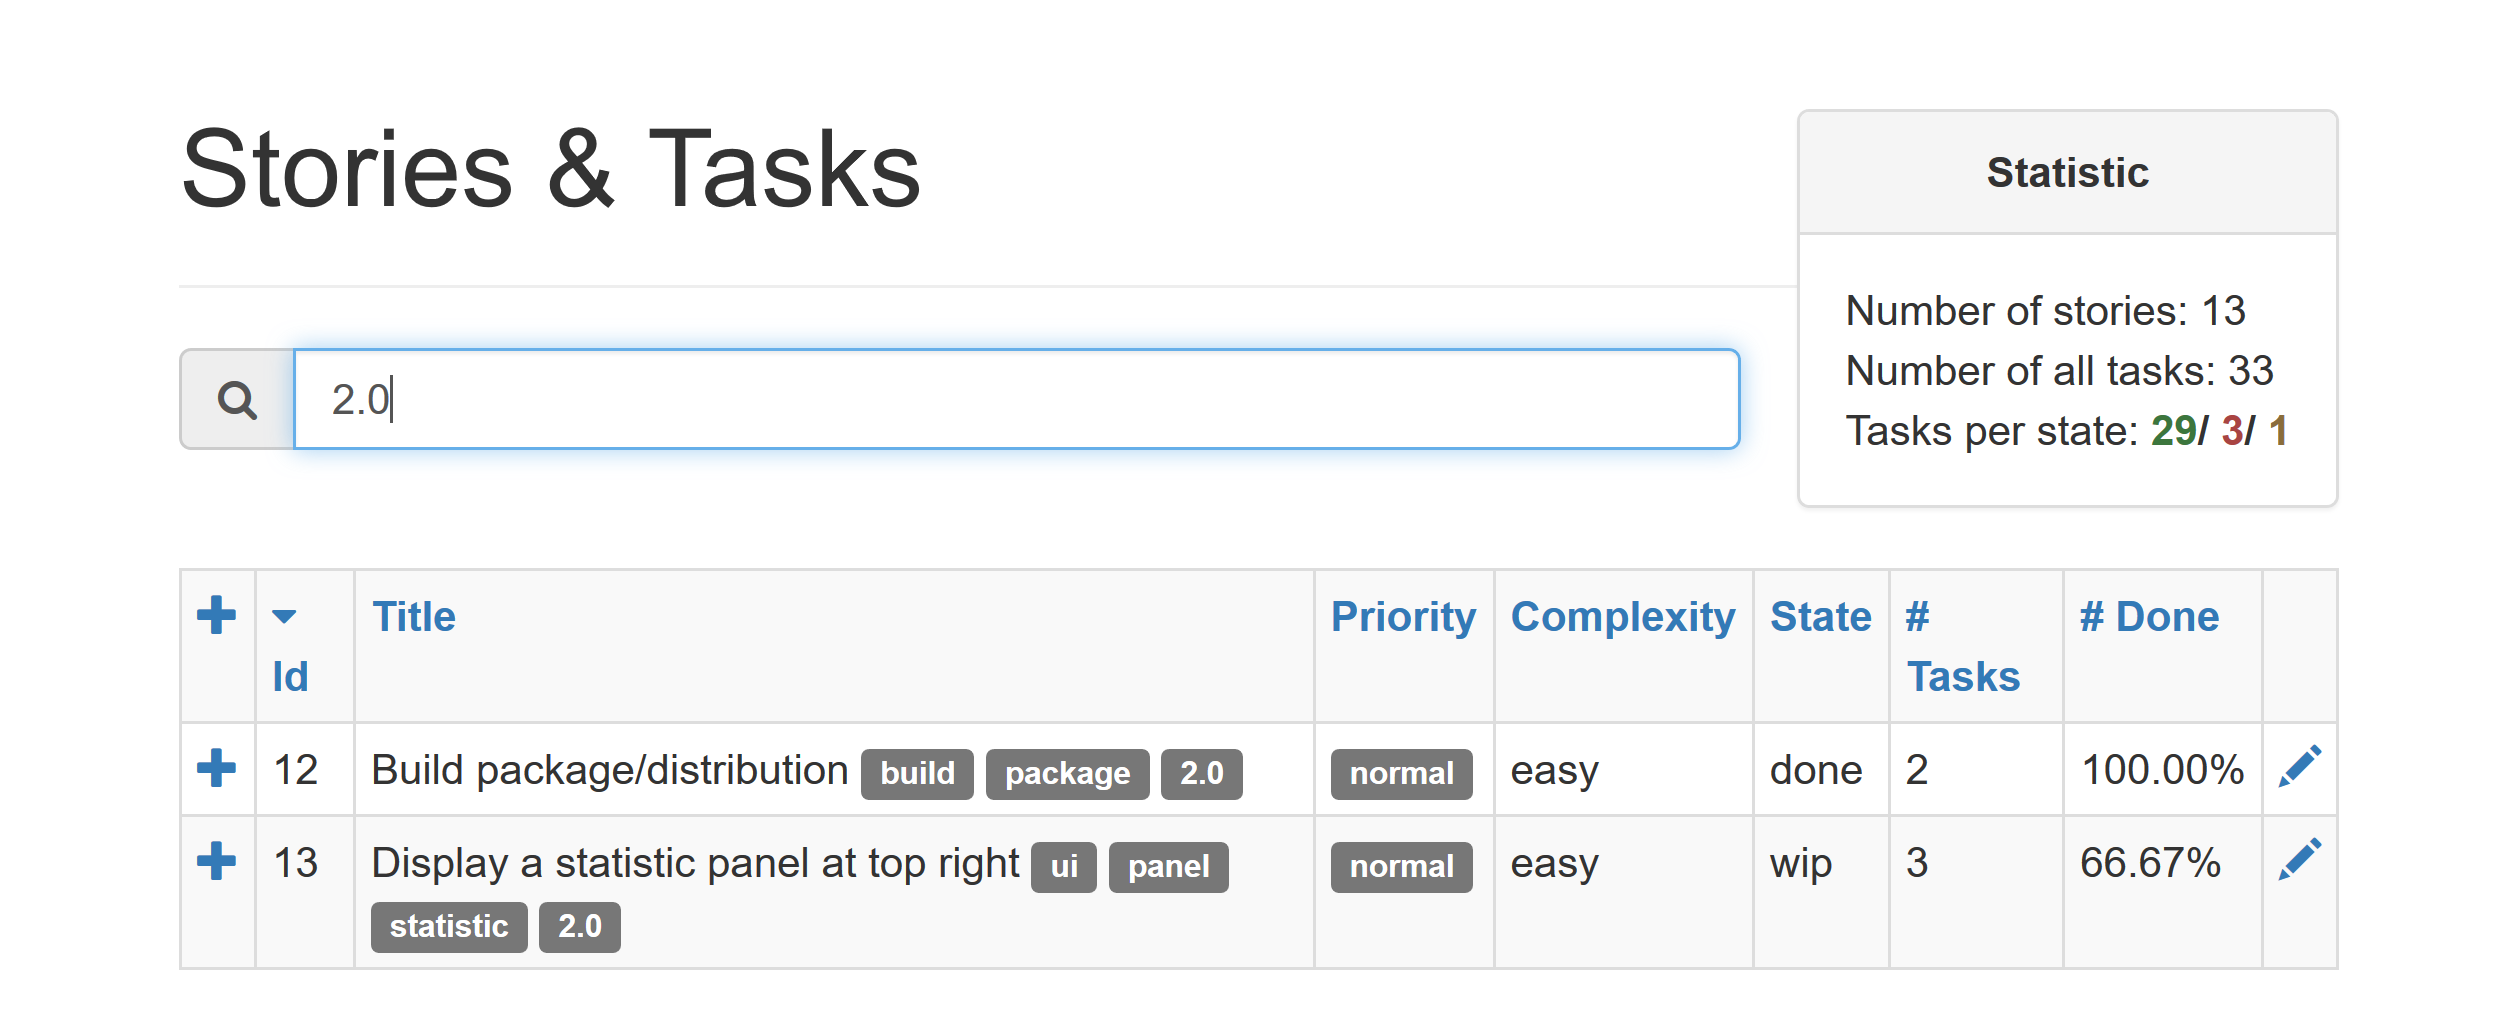 Stories & Tasks
Statistic
Number of stories: 13
Number of all tasks: 33
Tasks per state: 29/ 3/ 1
2.0
Id Title Priority Complexity State # Tasks # Done
12 Build package/distribution build package 2.0 normal easy done 2 100.00%
13 Display a statistic panel at top right ui panel normal easy wip 3 66.67%
statistic 2.0